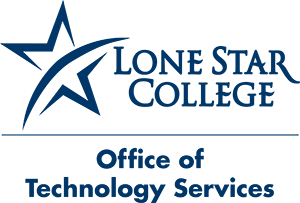 LONE STAR
COLLEGE
Office of
Technology Services